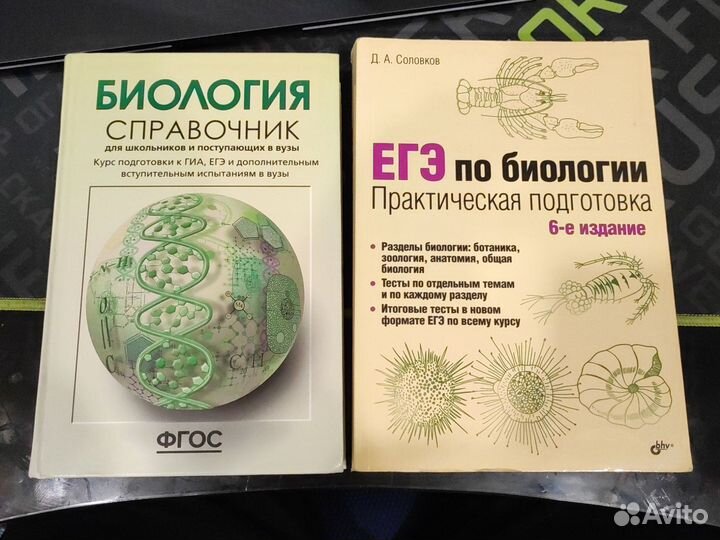 БИОЛОГИЯ
СПРАВОЧНИК
для школьников и поступающих в вузы
Курс подготовки к ГИА, ЕГЭ и дополнительным
вступительным испытаниям в вузы
ФГОС
Д. А. Соловков
ЕГЭ по биологии
Практическая подготовка
6-е издание
• Разделы биологии: ботаника,
зоология, анатомия, общая
биология
• Тесты по отдельным темам
и по каждому разделу
• Итоговые тесты в новом
формате ЕГЭ по всему курсу
bhv®
Avito